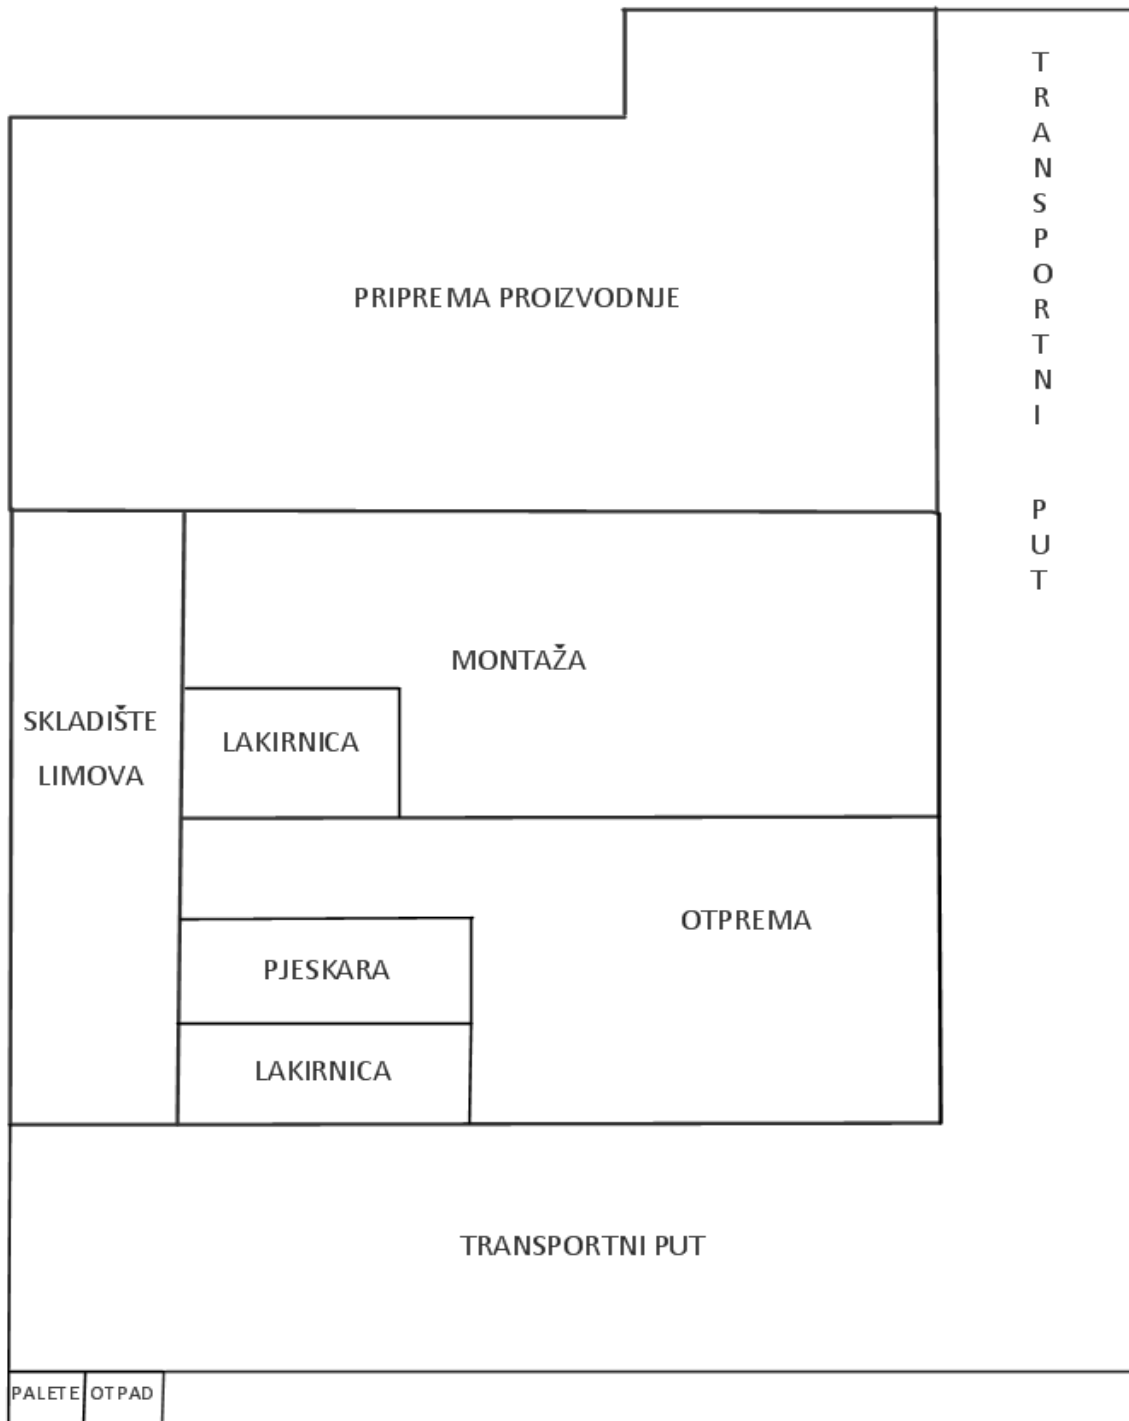 TRANSPORTNI PUT
PRIPREMA PROIZVODNJE
MONTAŽA
SKLADIŠTE
LIMOVA
LAKIRNICA
OTPREMA
PJESKARA
LAKIRNICA
TRANSPORTNI PUT
PALETE
OTPAD